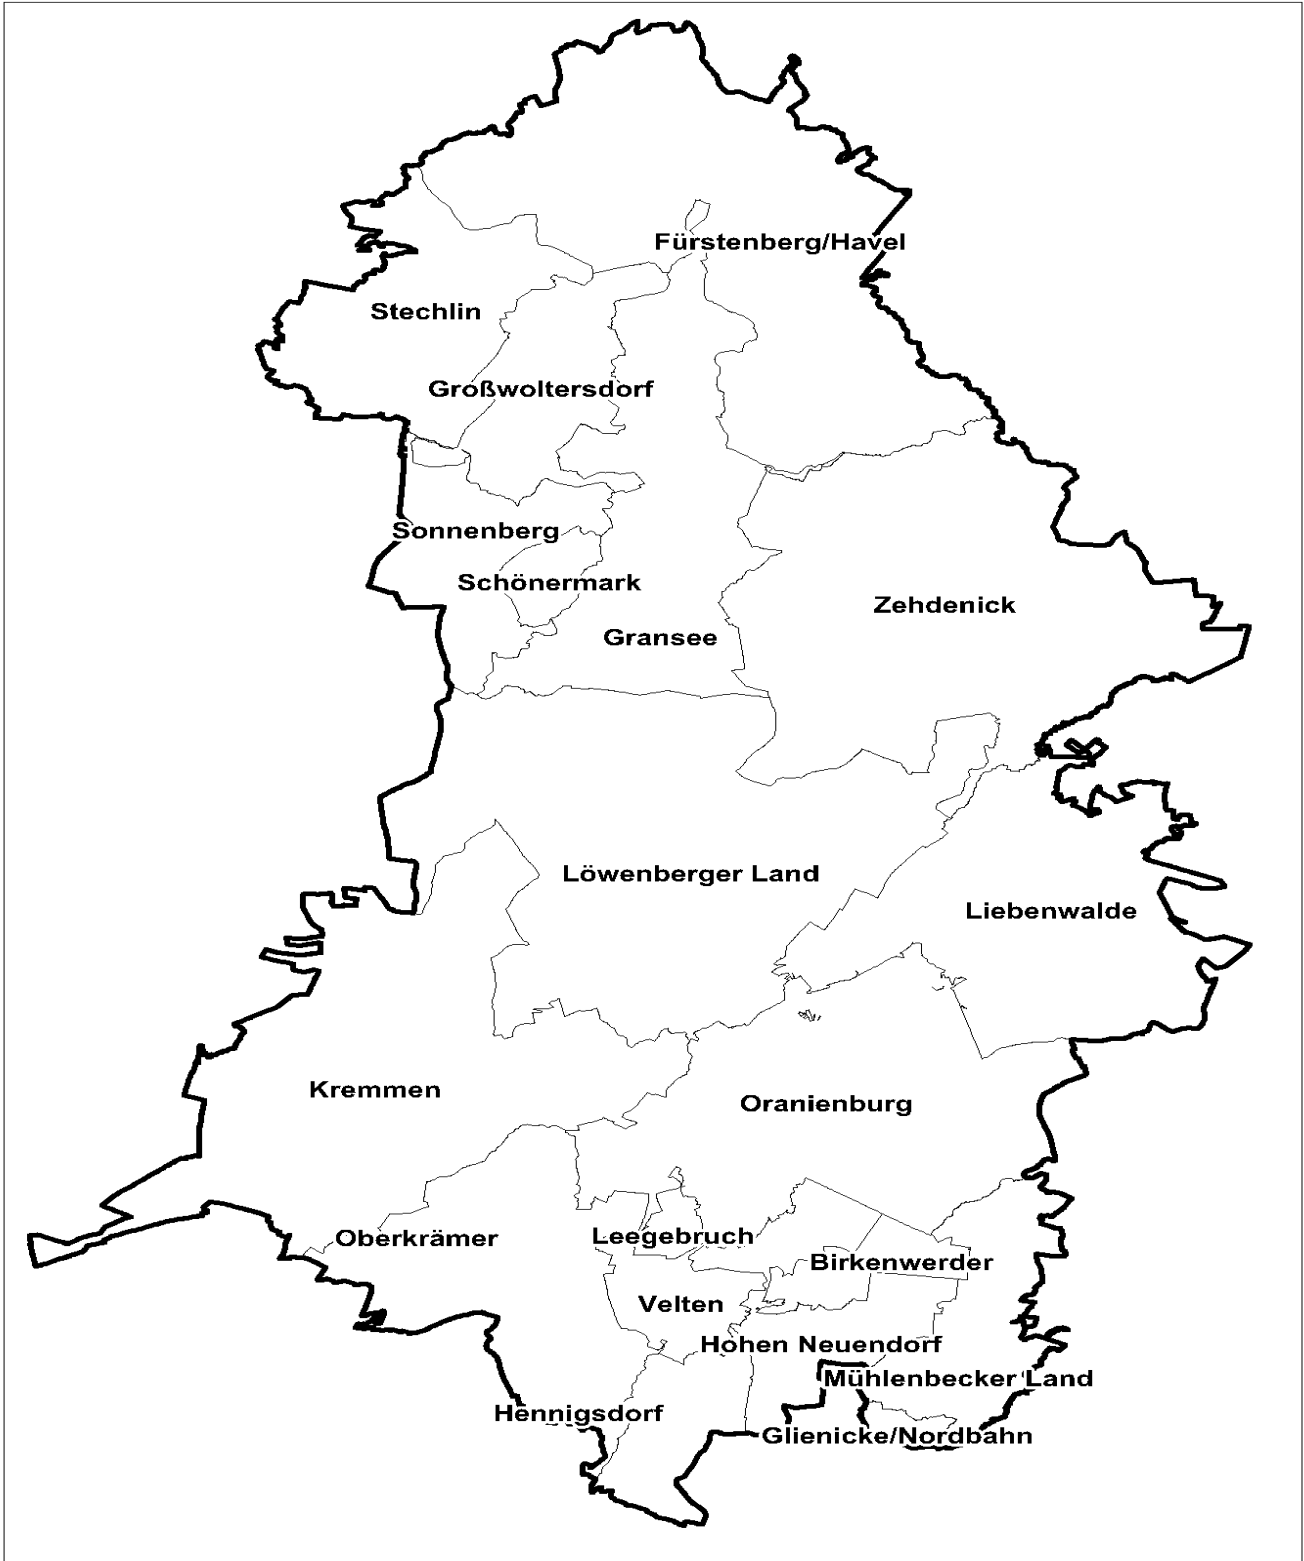 Fürstenberg/Havel
Stechlin
Großwoltersdorf
Sonnenberg
Schönermark
Zehdenick
Gransee
Löwenberger Land
Liebenwalde
Kremmen
Oranienburg
Leegebruch
Oberkrämer
Birkenwerder
Velten
Hohen Neuendorf
Mühlenbecker Land
Hennigsdorf
Glienicke/Nordbahn